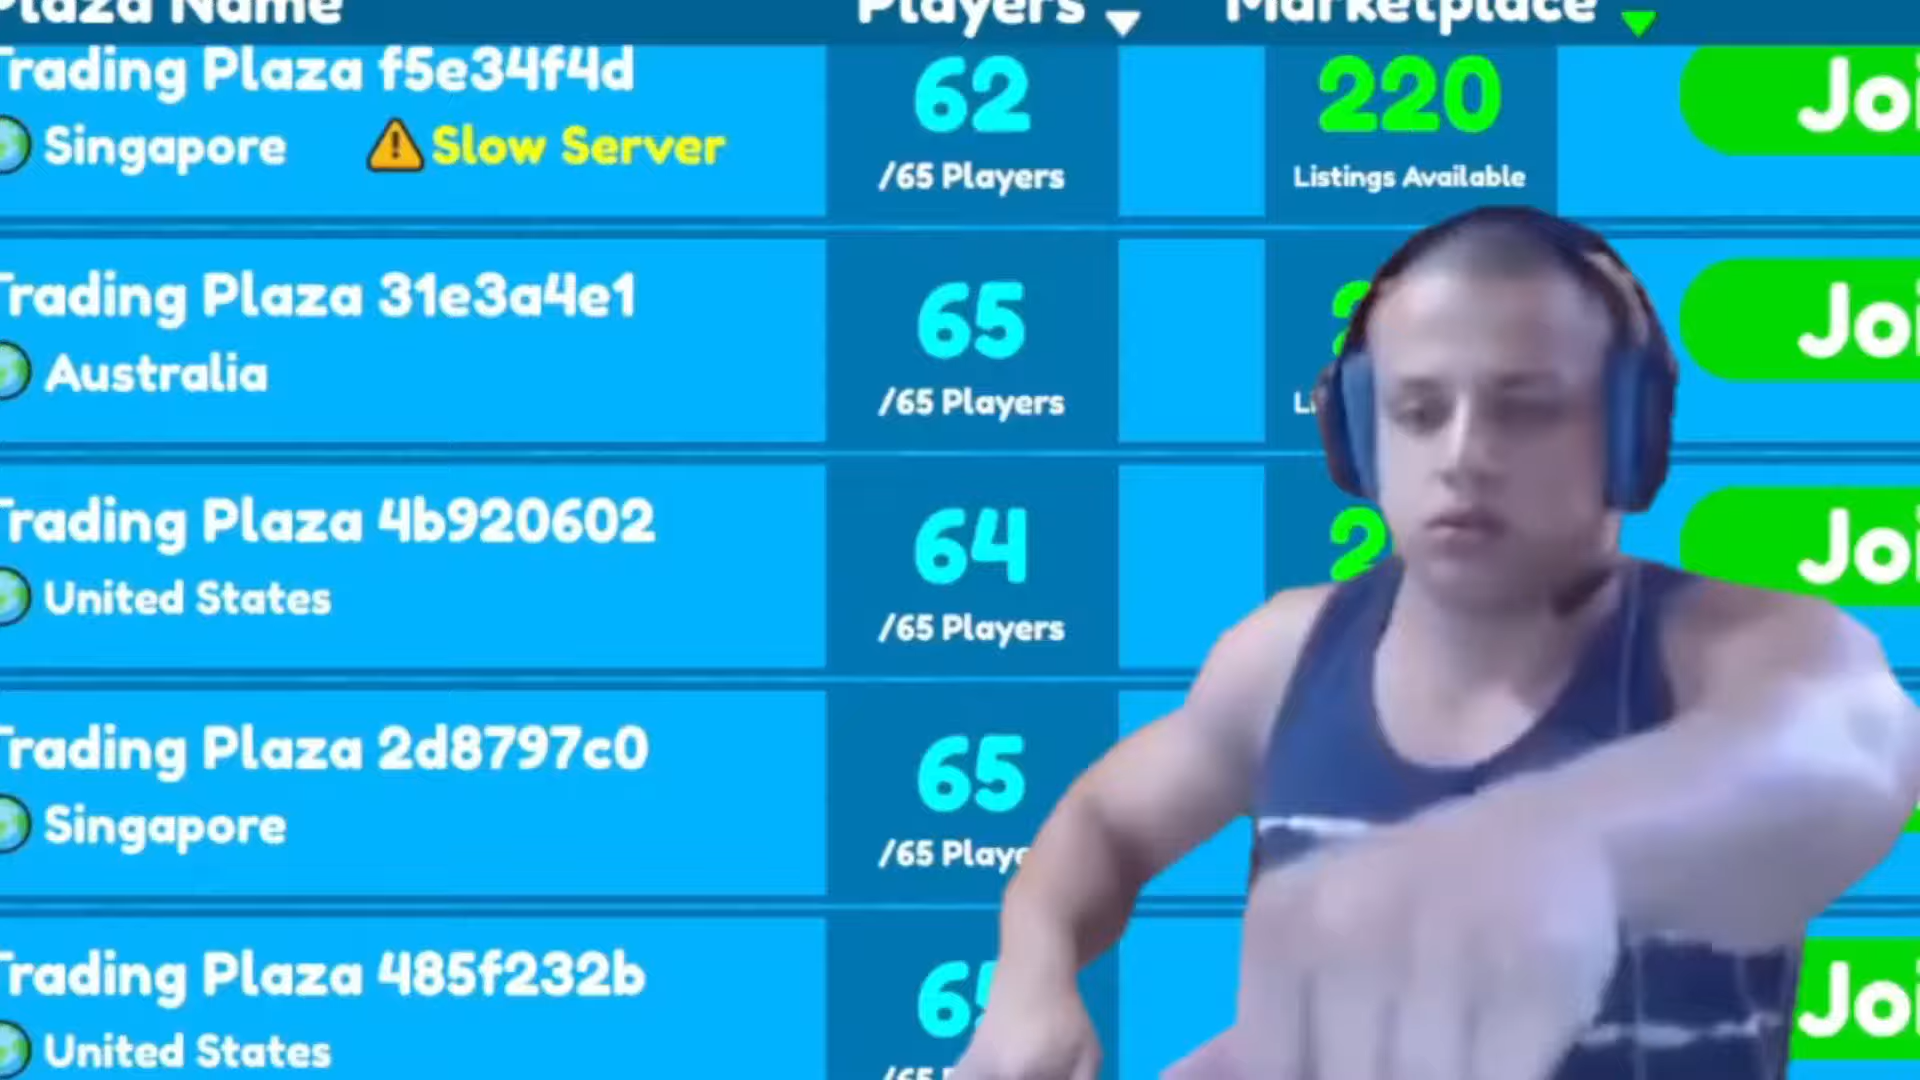 Plaza Name Players Marketplace
Trading Plaza f5e34f4d
Singapore Slow Server
62
/65 Players
220
Listings Available
Trading Plaza 31e3a4e1
Australia
65
/65 Players
Trading Plaza 4b920602
United States
64
/65 Players
Trading Plaza 2d8797c0
Singapore
65
/65
Trading Plaza 485f232b
United States